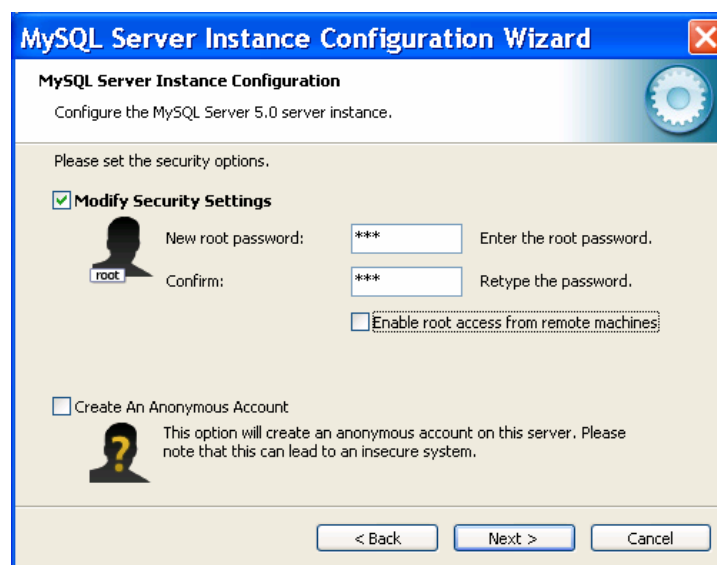 MySQL Server Instance Configuration Wizard
MySQL Server Instance Configuration
Configure the MySQL Server 5.0 server instance.
Please set the security options.
Modify Security Settings
New root password: *** Enter the root password.
root
Confirm: *** Retype the password.
Enable root access from remote machines
Create An Anonymous Account
This option will create an anonymous account on this server. Please
note that this can lead to an insecure system.
< Back Next > Cancel